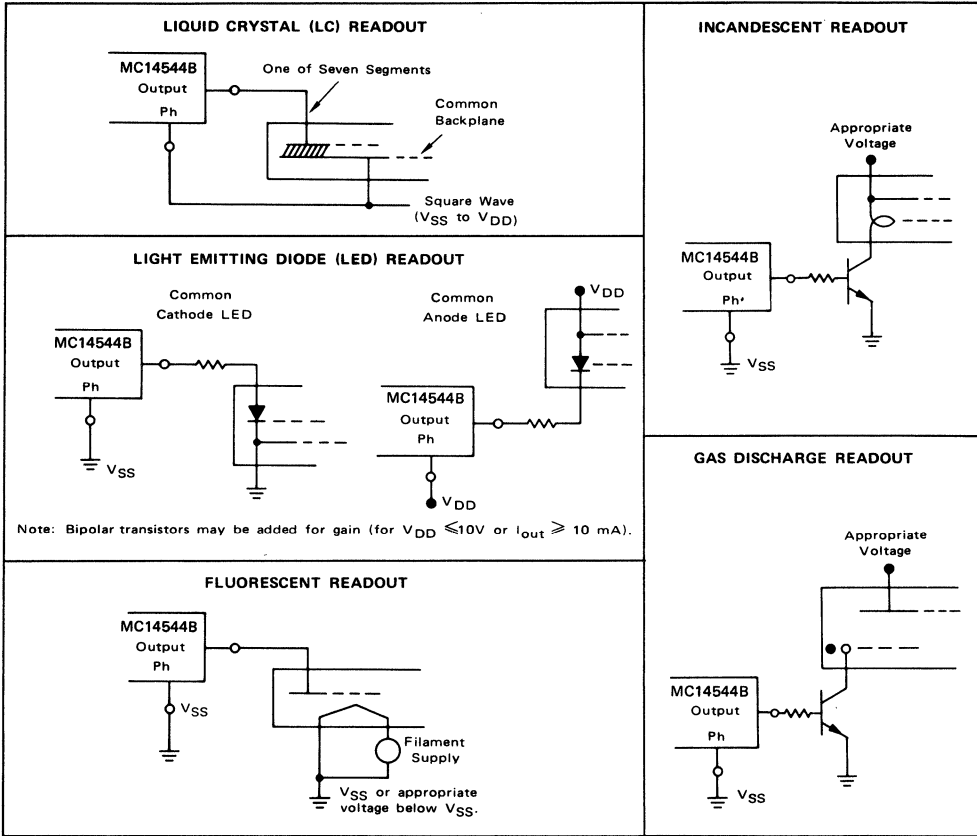 LIQUID CRYSTAL (LC) READOUT
MC14544B
Output
Ph
One of Seven Segments
Common
Backplane
Square Wave
(VSS to VDD)
LIGHT EMITTING DIODE (LED) READOUT
Common
Cathode LED
MC14544B
Output
Ph
VSS
Common
Anode LED
VDD
MC14544B
Output
Ph
VDD
Note: Bipolar transistors may be added for gain (for VDD ⩽10V or Iout ⩾ 10 mA).
FLUORESCENT READOUT
MC14544B
Output
Ph
VSS
Filament
Supply
VSS or appropriate
voltage below VSS.
INCANDESCENT READOUT
Appropriate
Voltage
MC14544B
Output
Ph
VSS
GAS DISCHARGE READOUT
Appropriate
Voltage
MC14544B
Output
Ph
VSS